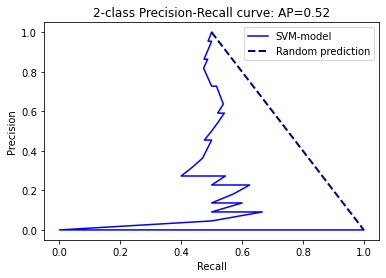 2-class Precision-Recall curve: AP=0.52
SVM-model
Random prediction
Precision
1.0
0.8
0.6
0.4
0.2
0.0
0.0 0.2 0.4 0.6 0.8 1.0
Recall